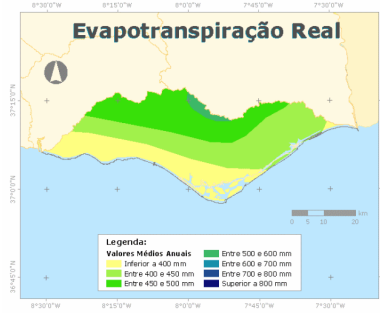 Evapotranspiração Real
8°30'0"W 8°15'0"W 8°0'0"W 7°45'0"W 7°30'0"W
37°15'0"N
37°0'0"N
36°45'0"N
km
0 5 10 20
Legenda:
Valores Médios Anuais
Inferior a 400 mm
Entre 400 e 450 mm
Entre 450 e 500 mm
Entre 500 e 600 mm
Entre 600 e 700 mm
Entre 700 e 800 mm
Superior a 800 mm
8°30'0"W 8°15'0"W 8°0'0"W 7°45'0"W 7°30'0"W